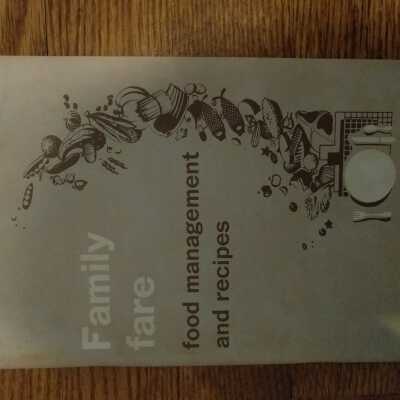 Family
fare
food management
and recipes